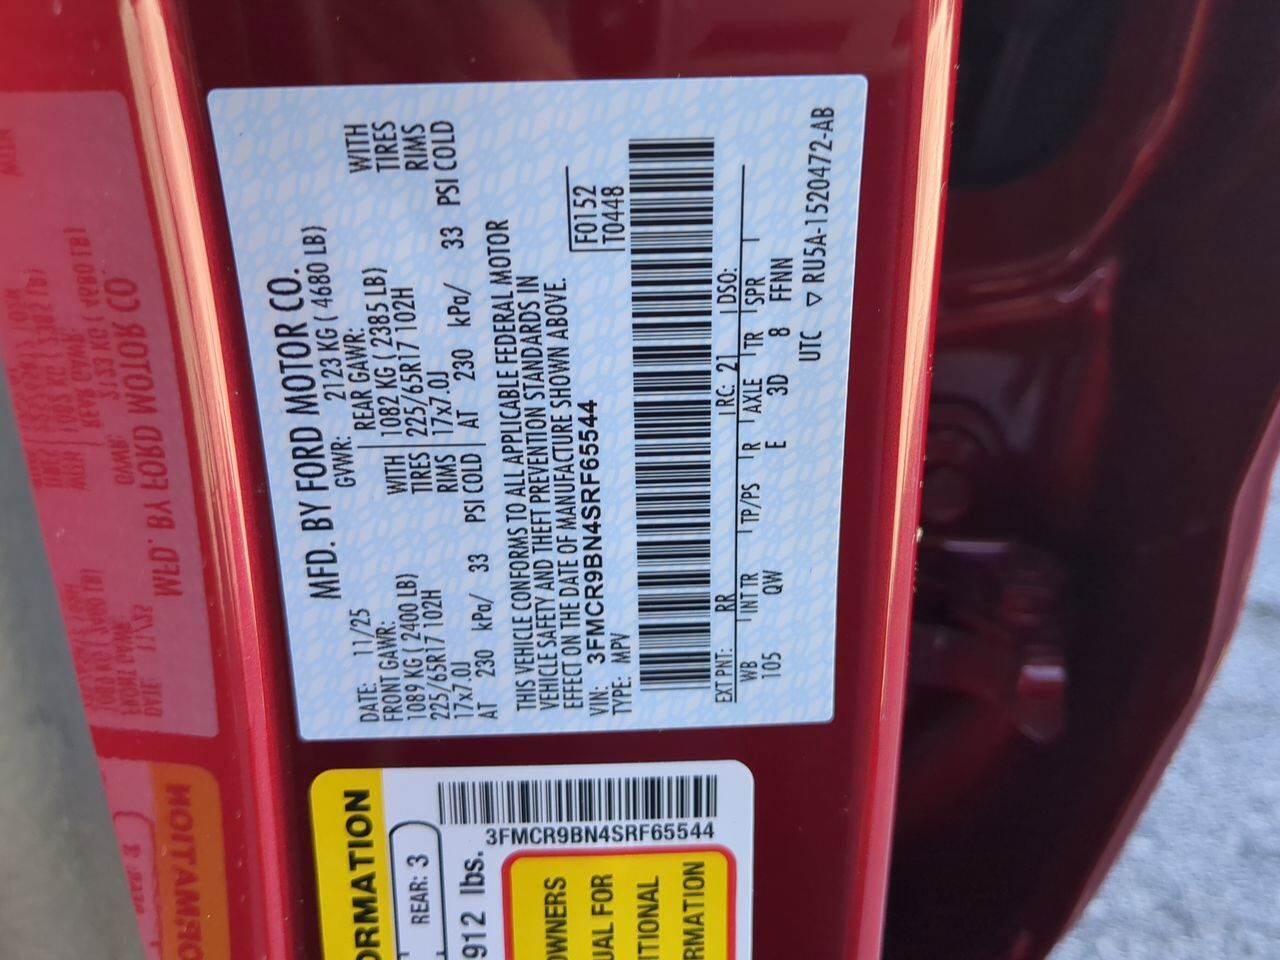 MFD. BY FORD MOTOR CO.
DATE: 11/25 GVWR: 2123 KG ( 4680 LB)
FRONT GAWR: REAR GAWR:
1089 KG ( 2400 LB) WITH 1082 KG ( 2385 LB) WITH
225/65R17 102H TIRES 225/65R17 102H TIRES
17x7.0J RIMS 17x7.0J RIMS
AT 230 kPa/ 33 PSI COLD AT 230 kPa/ 33 PSI COLD
THIS VEHICLE CONFORMS TO ALL APPLICABLE FEDERAL MOTOR
VEHICLE SAFETY AND THEFT PREVENTION STANDARDS IN
EFFECT ON THE DATE OF MANUFACTURE SHOWN ABOVE.
VIN: 3FMCR9BN4SRF65544 F0152
TYPE: MPV T0448
EXT PNT: RR RC: 21 DSO:
WB INT TR TP/PS R AXLE TR SPR
105 QW E 3D 8 FFNN
UTC ▽ RU5A-1520472-AB
ORMATION
REAR: 3
912 lbs.
3FMCR9BN4SRF65544
OWNERS
UAL FOR
ITIONAL
RMATION